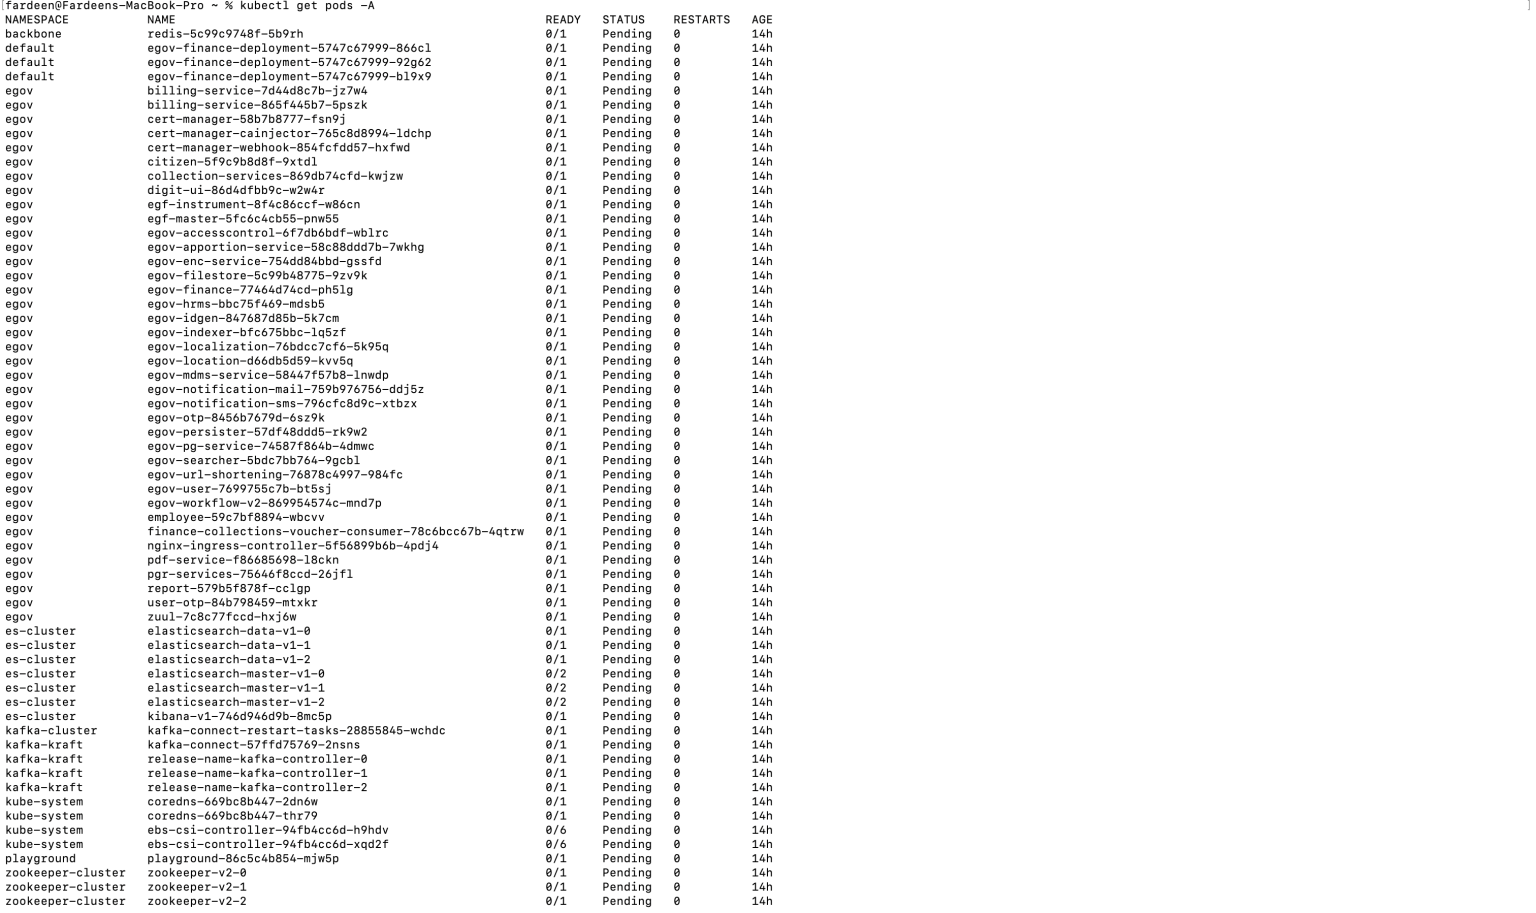 [fardeen@Fardeens-MacBook-Pro ~ % kubectl get pods -A ]
NAMESPACE NAME READY STATUS RESTARTS AGE
backbone redis-5c99c9748f-5b9rh 0/1 Pending 0 14h
default egov-finance-deployment-5747c67999-866cl 0/1 Pending 0 14h
default egov-finance-deployment-5747c67999-92g62 0/1 Pending 0 14h
default egov-finance-deployment-5747c67999-bl9x9 0/1 Pending 0 14h
egov billing-service-7d44d8c7b-jz7w4 0/1 Pending 0 14h
egov billing-service-865f445b7-5pszk 0/1 Pending 0 14h
egov cert-manager-58b7b8777-fsn9j 0/1 Pending 0 14h
egov cert-manager-cainjector-765c8d8994-ldchp 0/1 Pending 0 14h
egov cert-manager-webhook-854fcfdd57-hxfwd 0/1 Pending 0 14h
egov citizen-5f9c9b8d8f-9xtdl 0/1 Pending 0 14h
egov collection-services-869db74cfd-kwjzw 0/1 Pending 0 14h
egov digit-ui-86d4dfbb9c-w2w4r 0/1 Pending 0 14h
egov egf-instrument-8f4c86ccf-w86cn 0/1 Pending 0 14h
egov egf-master-5fc6c4cb55-pnw55 0/1 Pending 0 14h
egov egov-accesscontrol-6f7db6bdf-wblrc 0/1 Pending 0 14h
egov egov-apportion-service-58c88ddd7b-7wkhg 0/1 Pending 0 14h
egov egov-enc-service-754dd84bbd-gssfd 0/1 Pending 0 14h
egov egov-filestore-5c99b48775-9zv9k 0/1 Pending 0 14h
egov egov-finance-77464d74cd-ph5lg 0/1 Pending 0 14h
egov egov-hrms-bbc75f469-mdsb5 0/1 Pending 0 14h
egov egov-idgen-847687d85b-5k7cm 0/1 Pending 0 14h
egov egov-indexer-bfc675bbc-lq5zf 0/1 Pending 0 14h
egov egov-localization-76bdcc7cf6-5k95q 0/1 Pending 0 14h
egov egov-location-d66db5d59-kvv5q 0/1 Pending 0 14h
egov egov-mdms-service-58447f57b8-lnwdp 0/1 Pending 0 14h
egov egov-notification-mail-759b976756-ddj5z 0/1 Pending 0 14h
egov egov-notification-sms-796cfc8d9c-xtbzx 0/1 Pending 0 14h
egov egov-otp-8456b7679d-6sz9k 0/1 Pending 0 14h
egov egov-persister-57df48ddd5-rk9w2 0/1 Pending 0 14h
egov egov-pg-service-74587f864b-4dmwc 0/1 Pending 0 14h
egov egov-searcher-5bdc7bb764-9gcbl 0/1 Pending 0 14h
egov egov-url-shortening-76878c4997-984fc 0/1 Pending 0 14h
egov egov-user-7699755c7b-bt5sj 0/1 Pending 0 14h
egov egov-workflow-v2-869954574c-mnd7p 0/1 Pending 0 14h
egov employee-59c7bf8894-wbcvv 0/1 Pending 0 14h
egov finance-collections-voucher-consumer-78c6bcc67b-4qtrw 0/1 Pending 0 14h
egov nginx-ingress-controller-5f56899b6b-4pdj4 0/1 Pending 0 14h
egov pdf-service-f86685698-l8ckn 0/1 Pending 0 14h
egov pgr-services-75646f8ccd-26jfl 0/1 Pending 0 14h
egov report-579b5f878f-cclgp 0/1 Pending 0 14h
egov user-otp-84b798459-mtxkr 0/1 Pending 0 14h
egov zuul-7c8c77fccd-hxj6w 0/1 Pending 0 14h
es-cluster elasticsearch-data-v1-0 0/1 Pending 0 14h
es-cluster elasticsearch-data-v1-1 0/1 Pending 0 14h
es-cluster elasticsearch-data-v1-2 0/1 Pending 0 14h
es-cluster elasticsearch-master-v1-0 0/2 Pending 0 14h
es-cluster elasticsearch-master-v1-1 0/2 Pending 0 14h
es-cluster elasticsearch-master-v1-2 0/2 Pending 0 14h
es-cluster kibana-v1-746d946d9b-8mc5p 0/1 Pending 0 14h
kafka-cluster kafka-connect-restart-tasks-28855845-wchdc 0/1 Pending 0 14h
kafka-kraft kafka-connect-57ffd75769-2nsns 0/1 Pending 0 14h
kafka-kraft release-name-kafka-controller-0 0/1 Pending 0 14h
kafka-kraft release-name-kafka-controller-1 0/1 Pending 0 14h
kafka-kraft release-name-kafka-controller-2 0/1 Pending 0 14h
kube-system coredns-669bc8b447-2dn6w 0/1 Pending 0 14h
kube-system coredns-669bc8b447-thr79 0/1 Pending 0 14h
kube-system ebs-csi-controller-94fb4cc6d-h9hdv 0/6 Pending 0 14h
kube-system ebs-csi-controller-94fb4cc6d-xqd2f 0/6 Pending 0 14h
playground playground-86c5c4b854-mjw5p 0/1 Pending 0 14h
zookeeper-cluster zookeeper-v2-0 0/1 Pending 0 14h
zookeeper-cluster zookeeper-v2-1 0/1 Pending 0 14h
zookeeper-cluster zookeeper-v2-2 0/1 Pending 0 14h